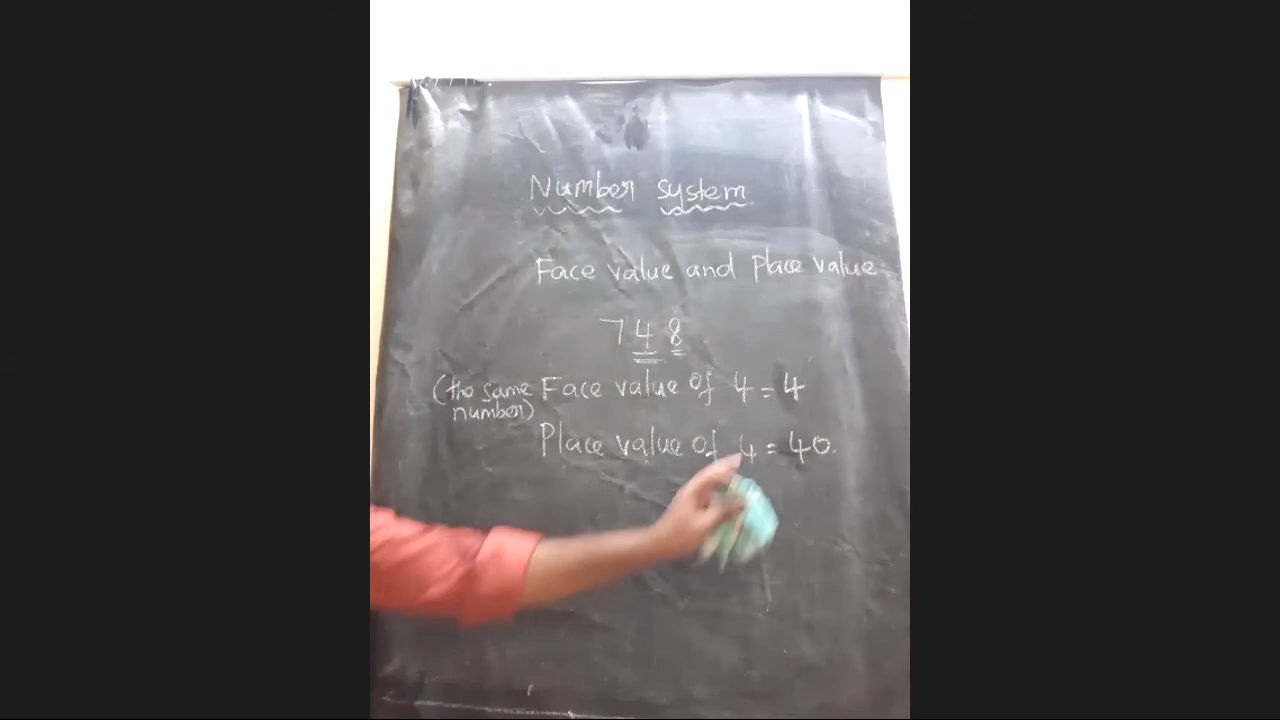 Number system
Face value and Place value
748
(the same Face value of 4 = 4
number)
Place value of 4 = 40.